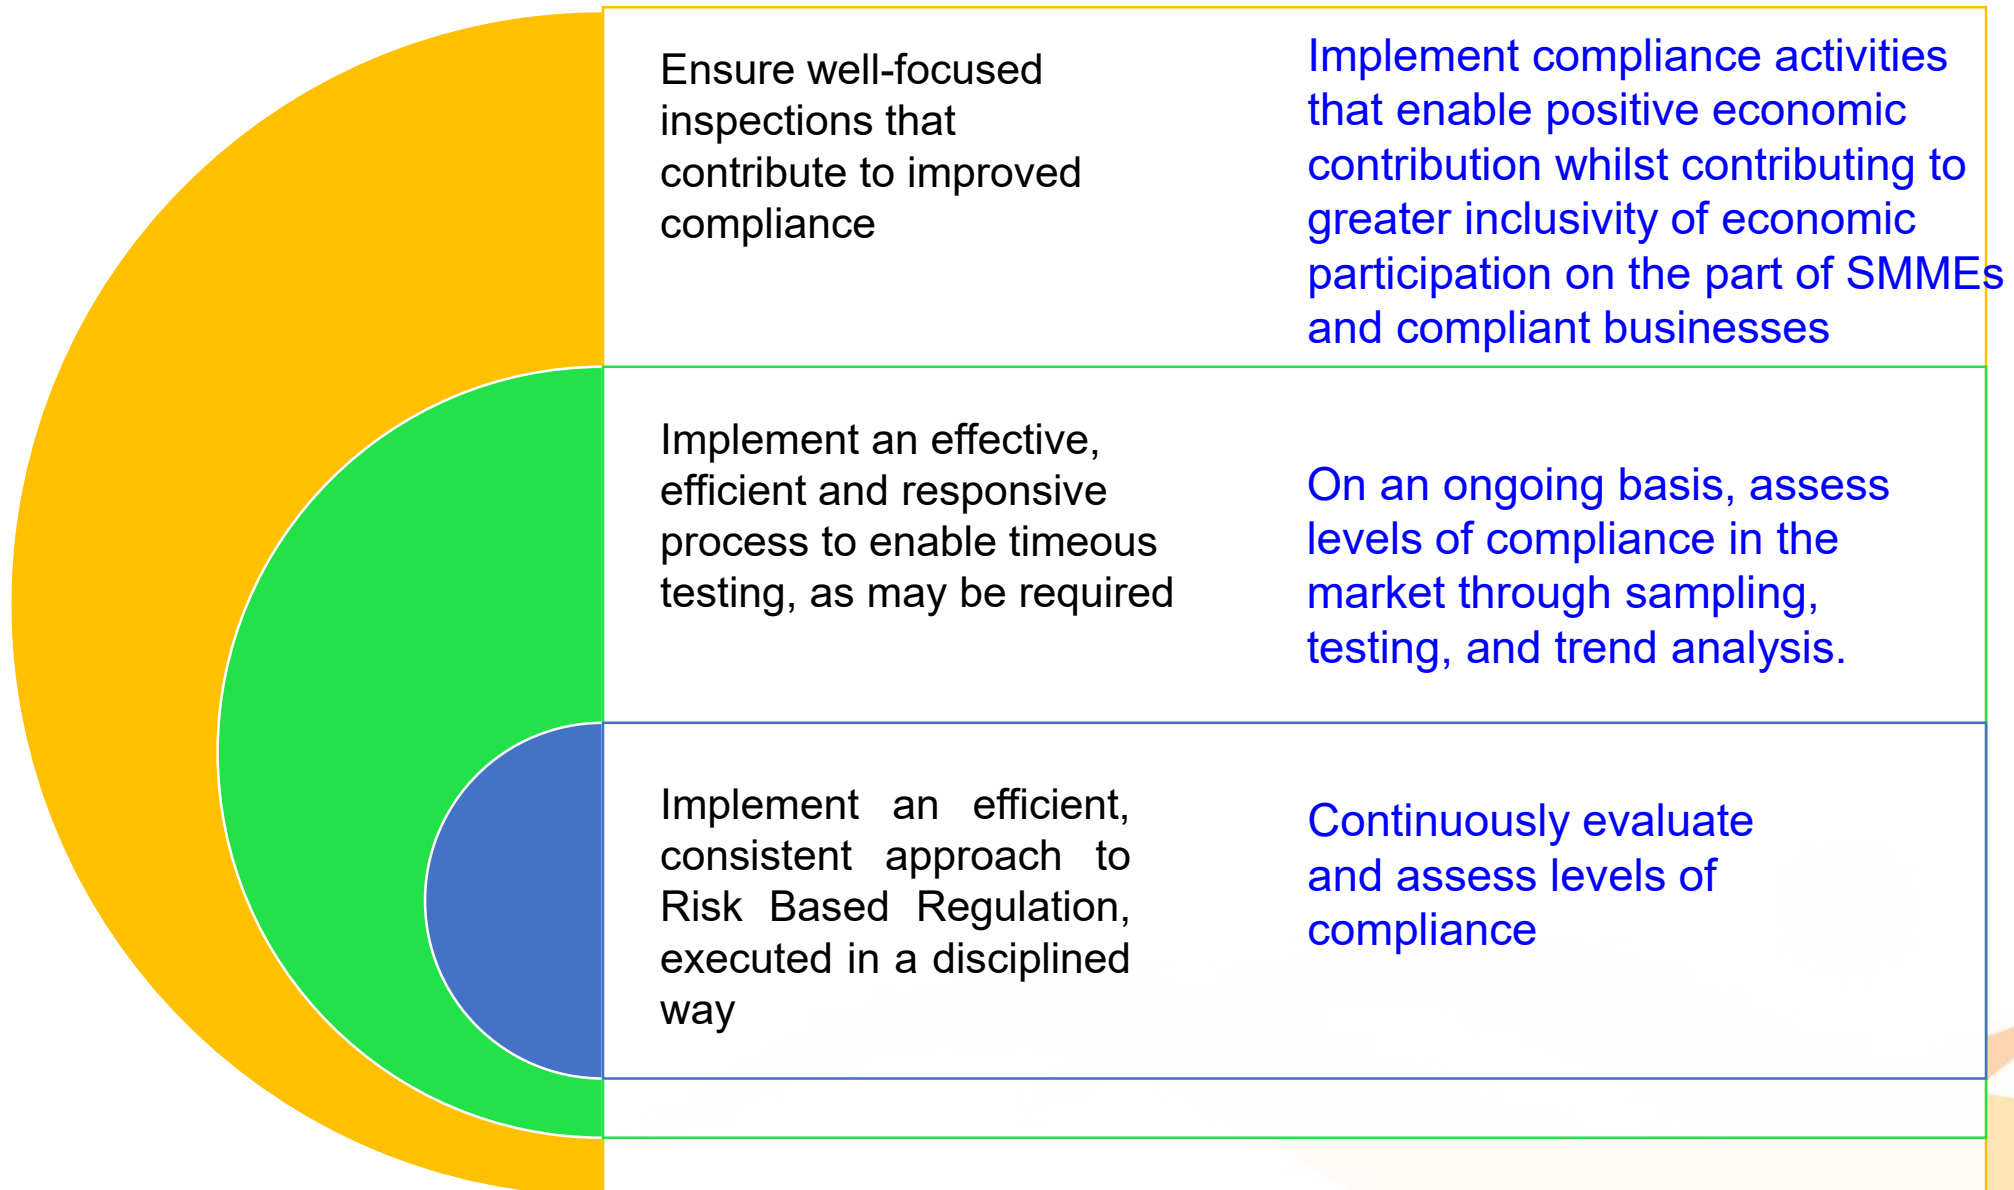 Ensure well-focused
inspections that
contribute to improved
compliance
Implement compliance activities
that enable positive economic
contribution whilst contributing to
greater inclusivity of economic
participation on the part of SMMEs
and compliant businesses
Implement an effective,
efficient and responsive
process to enable timeous
testing, as may be required
On an ongoing basis, assess
levels of compliance in the
market through sampling,
testing, and trend analysis.
Implement an efficient,
consistent approach to
Risk Based Regulation,
executed in a disciplined
way
Continuously evaluate
and assess levels of
compliance